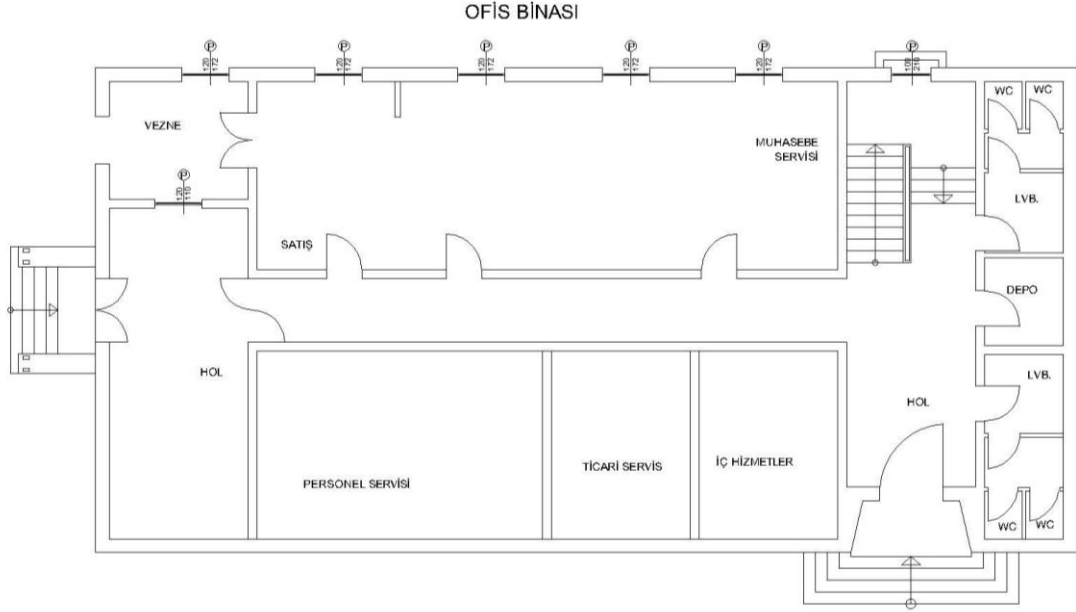 OFİS BİNASI
P 120 172
P 120 172
P 120 172
P 120 172
P 120 172
P 100 210
WC
WC
VEZNE
MUHASEBE
SERVİSİ
P 120 110
LVB.
SATIŞ
DEPO
HOL
LVB.
HOL
PERSONEL SERVİSİ
TİCARİ SERVİS
İÇ HİZMETLER
WC
WC